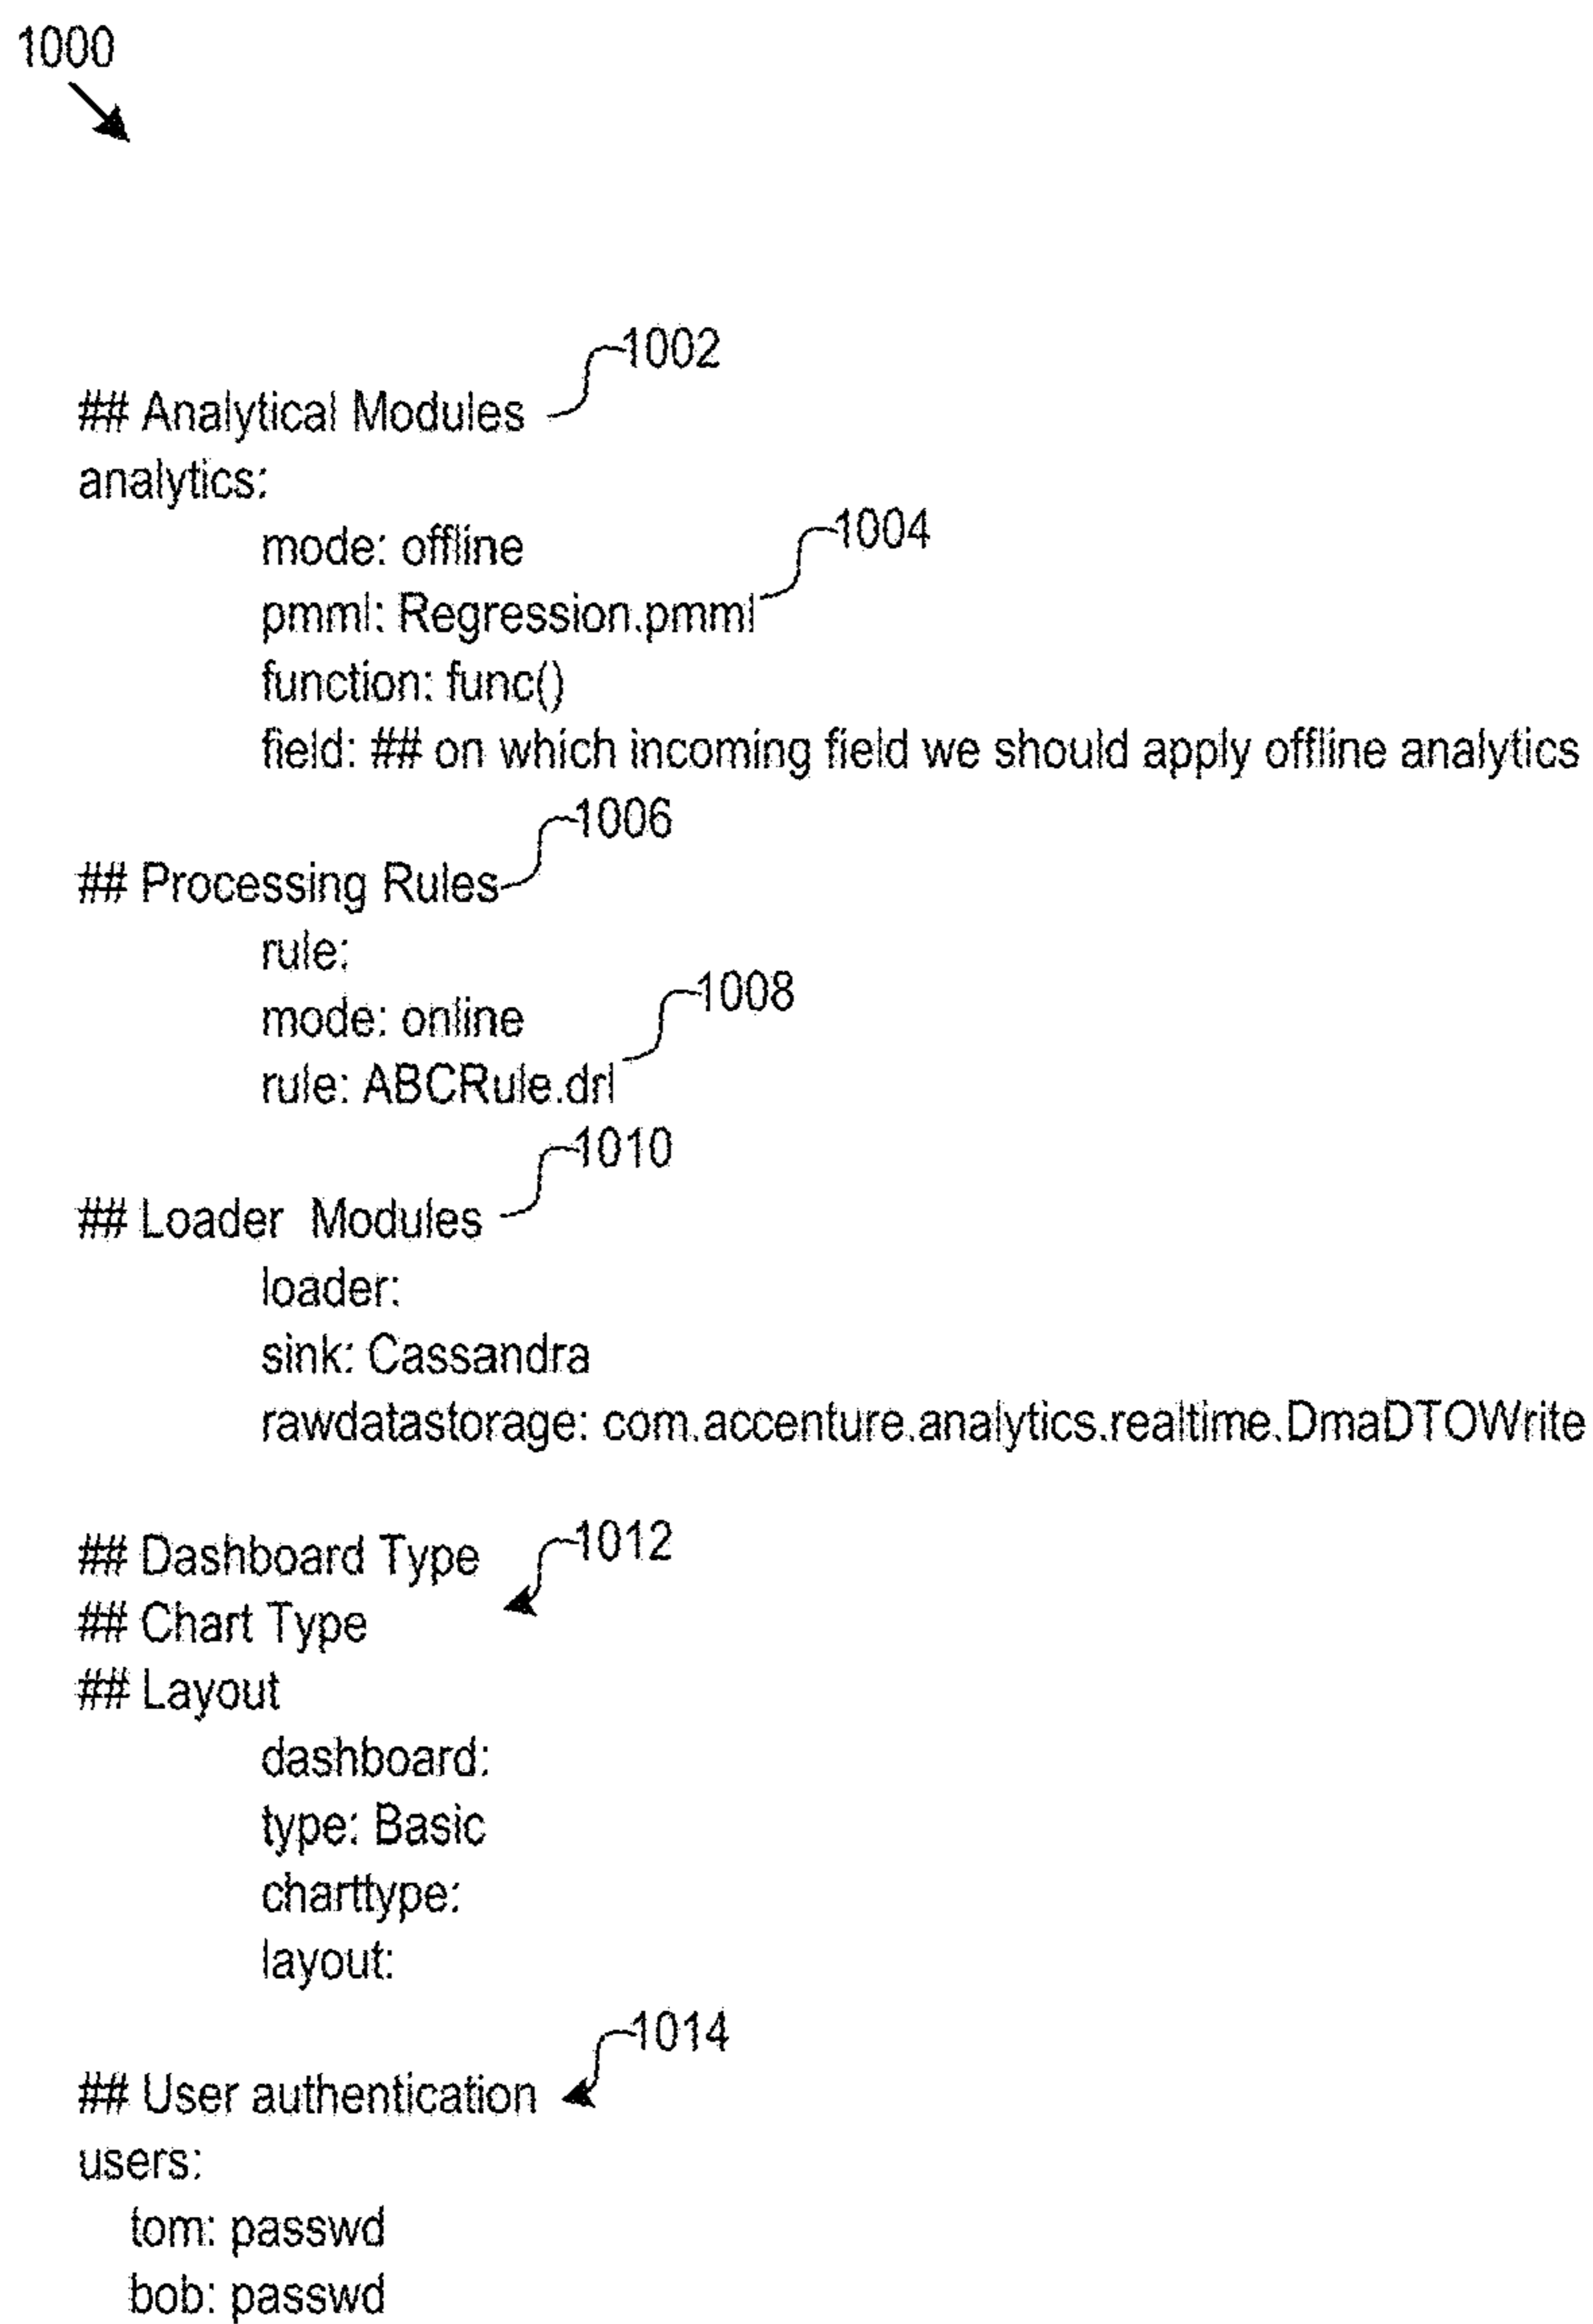 1000
1002
## Analytical Modules
analytics:
mode: offline
1004
pmml: Regression.pmml
function: func()
field: ## on which incoming field we should apply offline analytics
1006
## Processing Rules
rule:
mode: online
1008
rule: ABCRule.drl
1010
## Loader  Modules
loader:
sink: Cassandra
rawdatastorage: com.accenture.analytics.realtime.DmaDTOWrite
## Dashboard Type
1012
## Chart Type
## Layout
dashboard:
type: Basic
charttype:
layout:
1014
## User authentication
users:
tom: passwd
bob: passwd